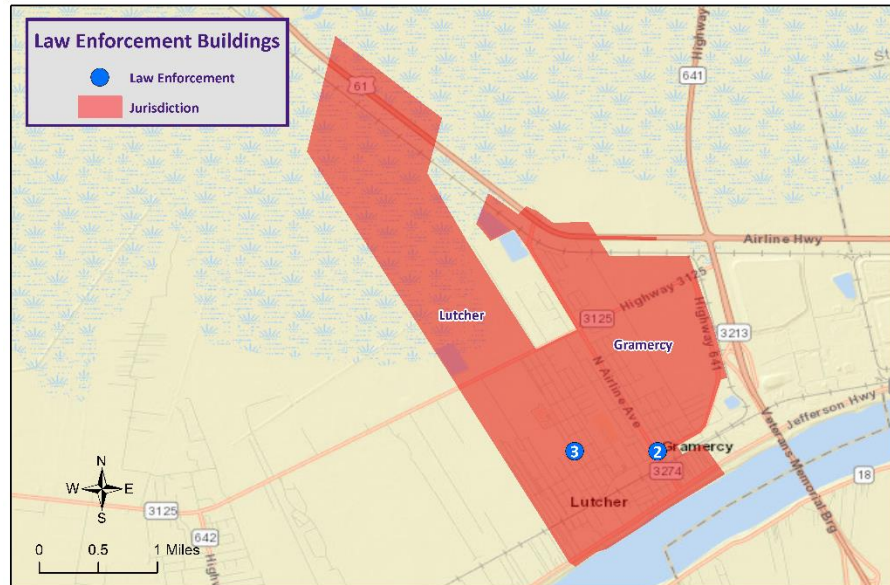 Law Enforcement Buildings
Law Enforcement
Jurisdiction
61
Highway
641
Airline Hwy
Highway 3125
3125
Lutcher
Gramercy
Highway 641
3213
N Airline Ave
Jefferson Hwy
Veterans Memorial Brg
3
2
Gramercy
3274
18
Lutcher
N
W
E
S
3125
642
0
0.5
1 Miles